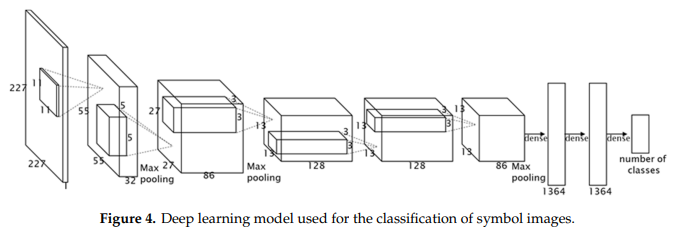 227
11
11
227
55
5
5
55
32
Max
pooling
27
3
3
27
86
13
3
3
13
Max
pooling
128
13
3
3
13
128
13
13
86
Max
pooling
dense
dense
dense
1364
1364
number of
classes
Figure 4. Deep learning model used for the classification of symbol images.